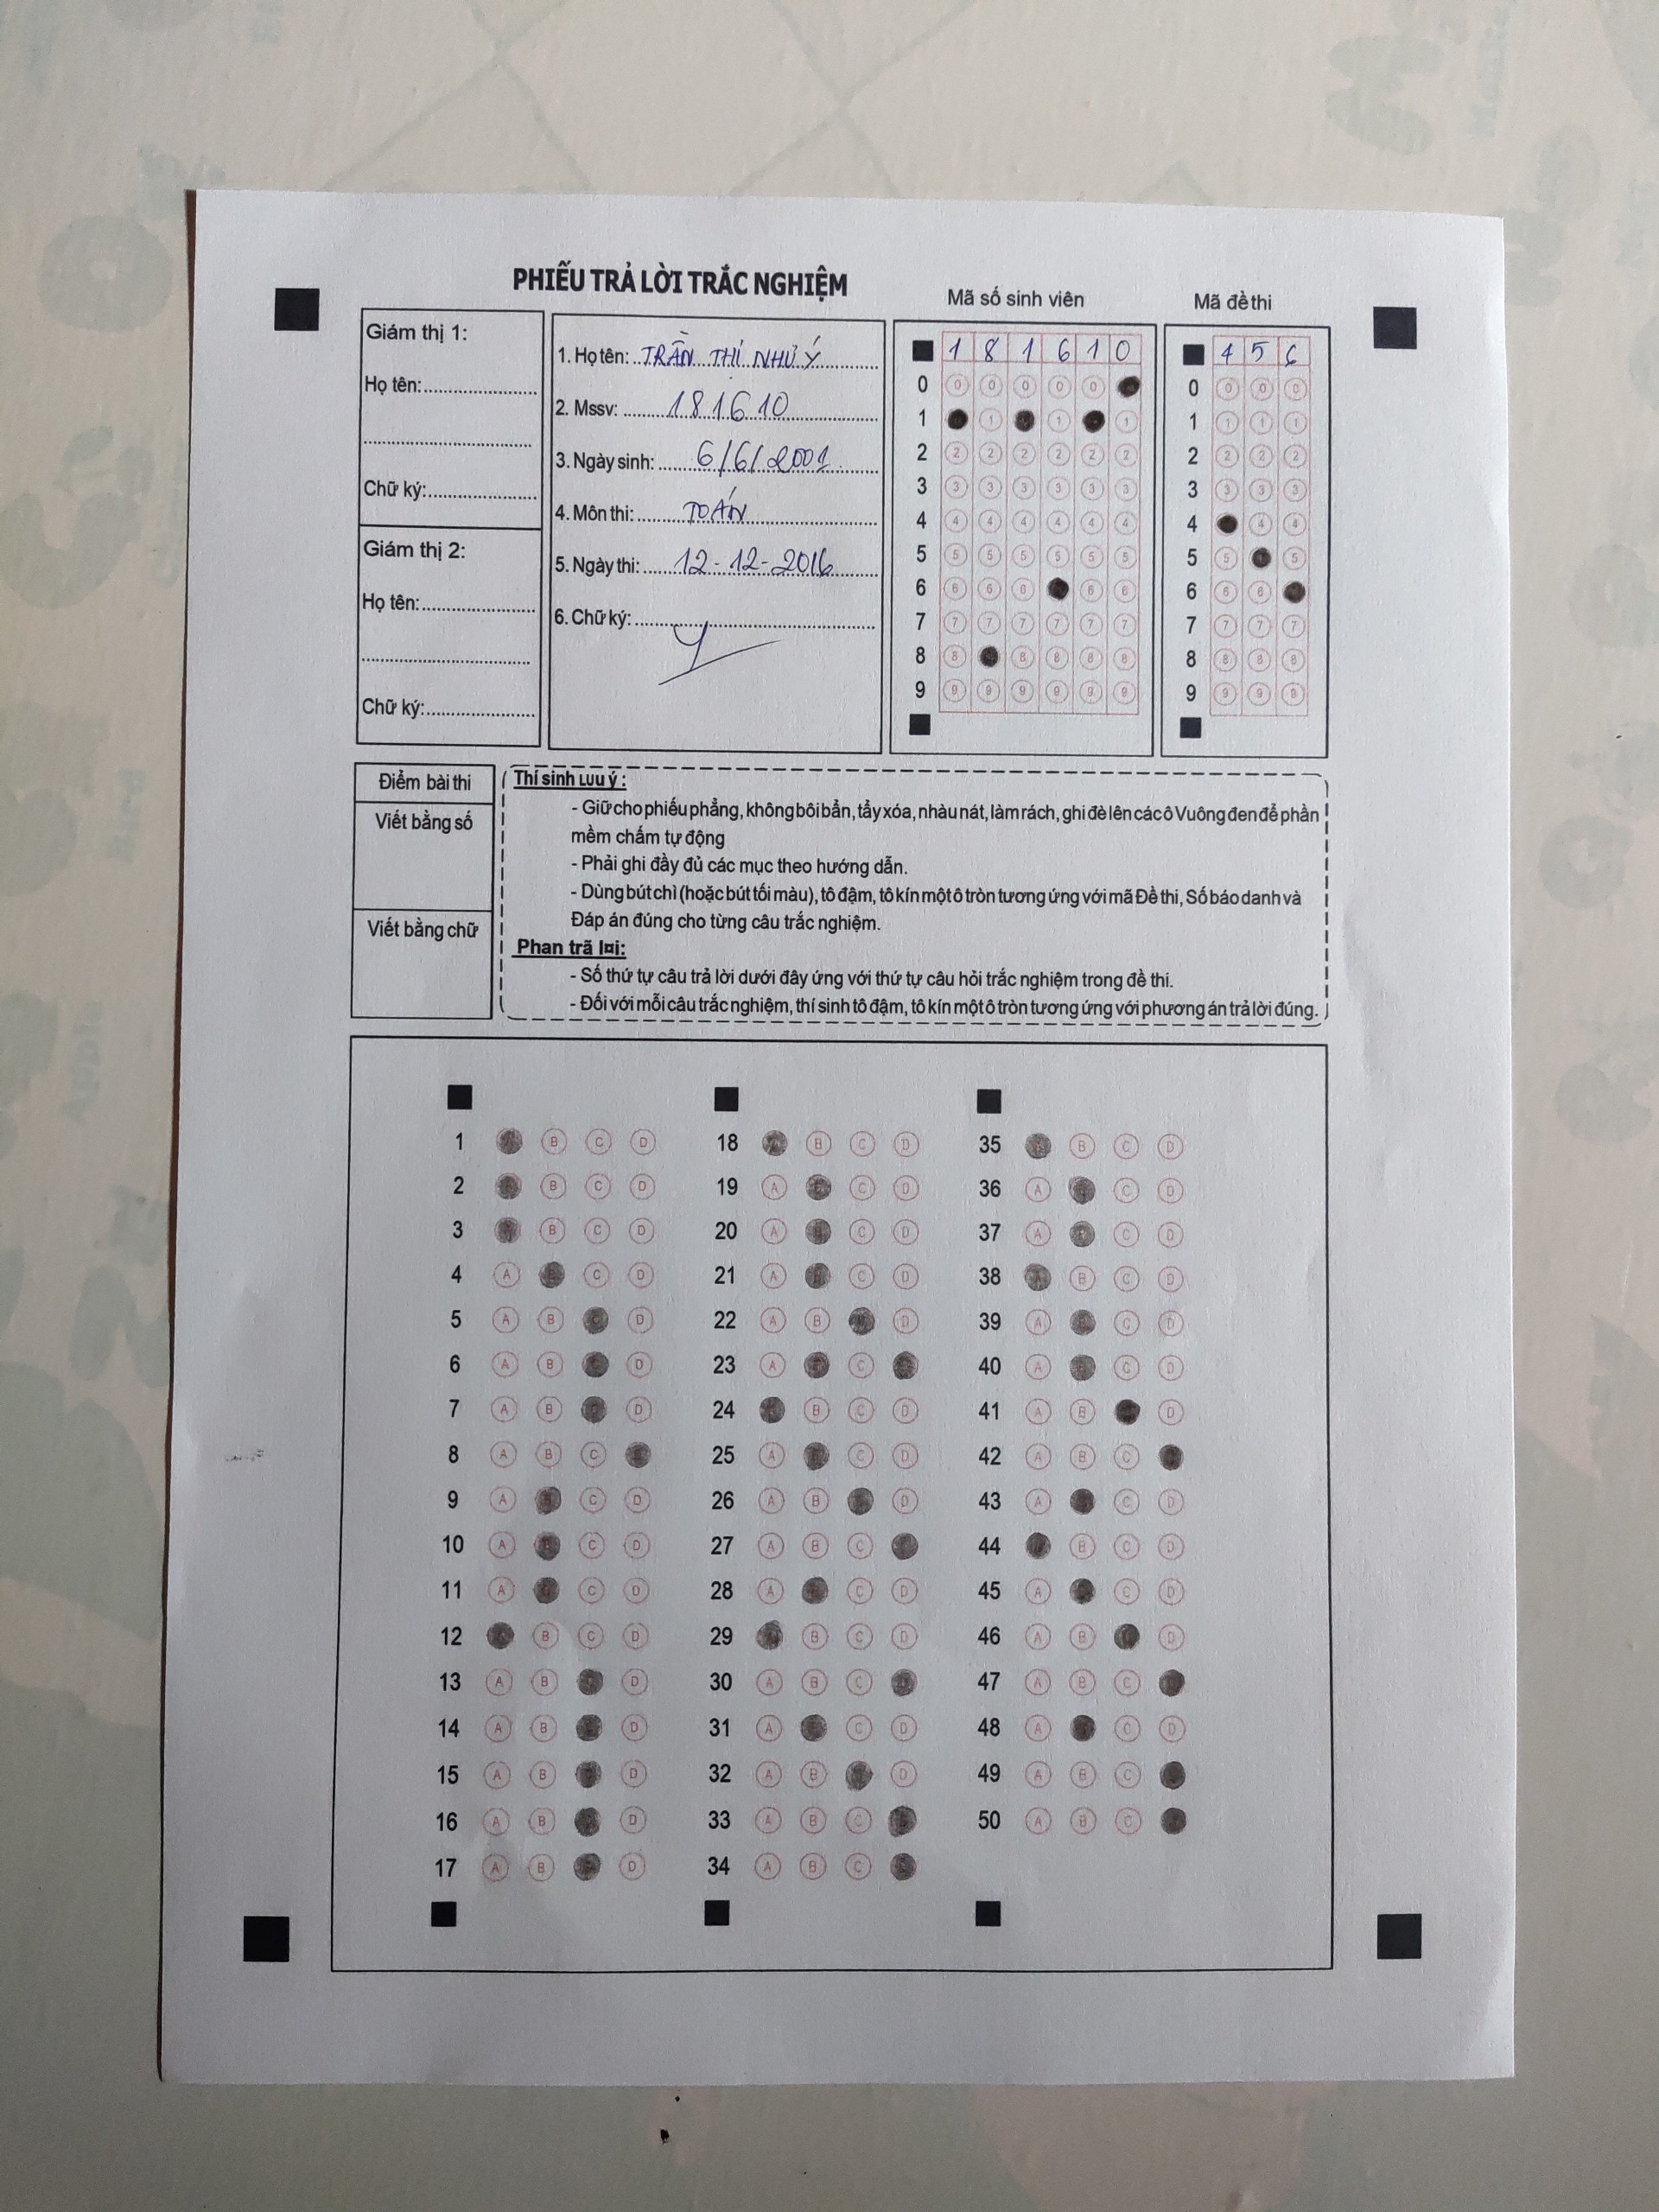 PHIẾU TRẢ LỜI TRẮC NGHIỆM
Mã số sinh viên
Mã đề thi
Giám thị 1:
Họ tên:
Chữ ký:
Giám thị 2:
Họ tên:
Chữ ký:
1. Họ tên: TRẦN THỊ NHƯ Ý
2. Mssv: 181610
3. Ngày sinh: 6/6/2001
4. Môn thi: TOÁN
5. Ngày thi: 12-12-2016
6. Chữ ký:
1 8 1 6 1 0
0 0 0 0 0 0
1 1 1 1
2 2 2 2 2 2 2
3 3 3 3 3 3 3
4 4 4 4 4 4 4
5 5 5 5 5 5 5
6 6 6 6 6 6
7 7 7 7 7 7 7
8 8 8 8 8 8
9 9 9 9 9 9 9
4 5 6
0 0 0 0
1 1 1 1
2 2 2 2
3 3 3 3
4 4 4
5 5 5
6 6 6
7 7 7 7
8 8 8 8
9 9 9 9
Điểm bài thi
Viết bằng số
Viết bằng chữ
Thí sinh LƯU ý :
- Giữ cho phiếu phẳng, không bôi bẩn, tẩy xóa, nhàu nát, làm rách, ghi đè lên các ô Vuông đen để phần
mềm chấm tự động
- Phải ghi đầy đủ các mục theo hướng dẫn.
- Dùng bút chì (hoặc bút tối màu), tô đậm, tô kín một ô tròn tương ứng với mã Đề thi, Số báo danh và
Đáp án đúng cho từng câu trắc nghiệm.
Phan trã l¤i:
- Số thứ tự câu trả lời dưới đây ứng với thứ tự câu hỏi trắc nghiệm trong đề thi.
- Đối với mỗi câu trắc nghiệm, thí sinh tô đậm, tô kín một ô tròn tương ứng với phương án trả lời đúng.
1 B C D
2 B C D
3 B C D
4 A C D
5 A B D
6 A B D
7 A B D
8 A B C
9 A C D
10 A C D
11 A C D
12 B C D
13 A B D
14 A B D
15 A B D
16 A B D
17 A B D
18 B C D
19 A C D
20 A C D
21 A C D
22 A B D
23 A C
24 B C D
25 A C D
26 A B D
27 A B C
28 A C D
29 B C D
30 A B C
31 A C D
32 A B D
33 A B C
34 A B C
35 B C D
36 A C D
37 A C D
38 B C D
39 A C D
40 A C D
41 A B D
42 A B C
43 A C D
44 B C D
45 A C D
46 A B D
47 A B C
48 A C D
49 A B C
50 A B C